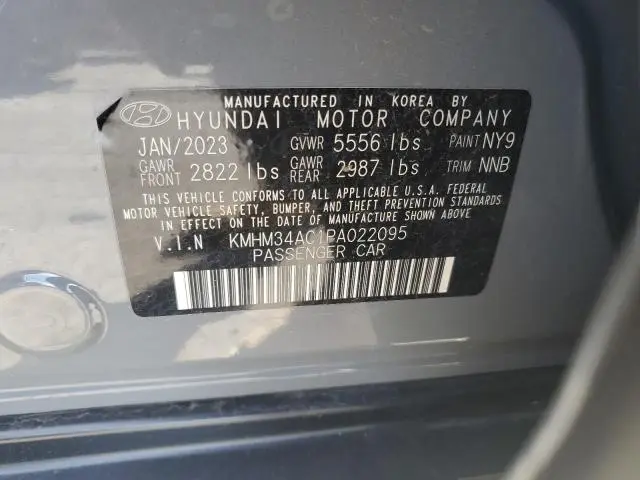 MANUFACTURED IN KOREA BY
HYUNDAI MOTOR COMPANY
JAN/2023 GVWR 5556 lbs PAINT NY9
GAWR FRONT 2822 lbs GAWR REAR 2987 lbs TRIM NNB
THIS VEHICLE CONFORMS TO ALL APPLICABLE U.S.A. FEDERAL
MOTOR VEHICLE SAFETY, BUMPER, AND THEFT PREVENTION STANDARDS
IN EFFECT ON THE DATE OF MANUFACTURE SHOWN ABOVE.
V.I.N KMHM34AC1PA022095
PASSENGER CAR